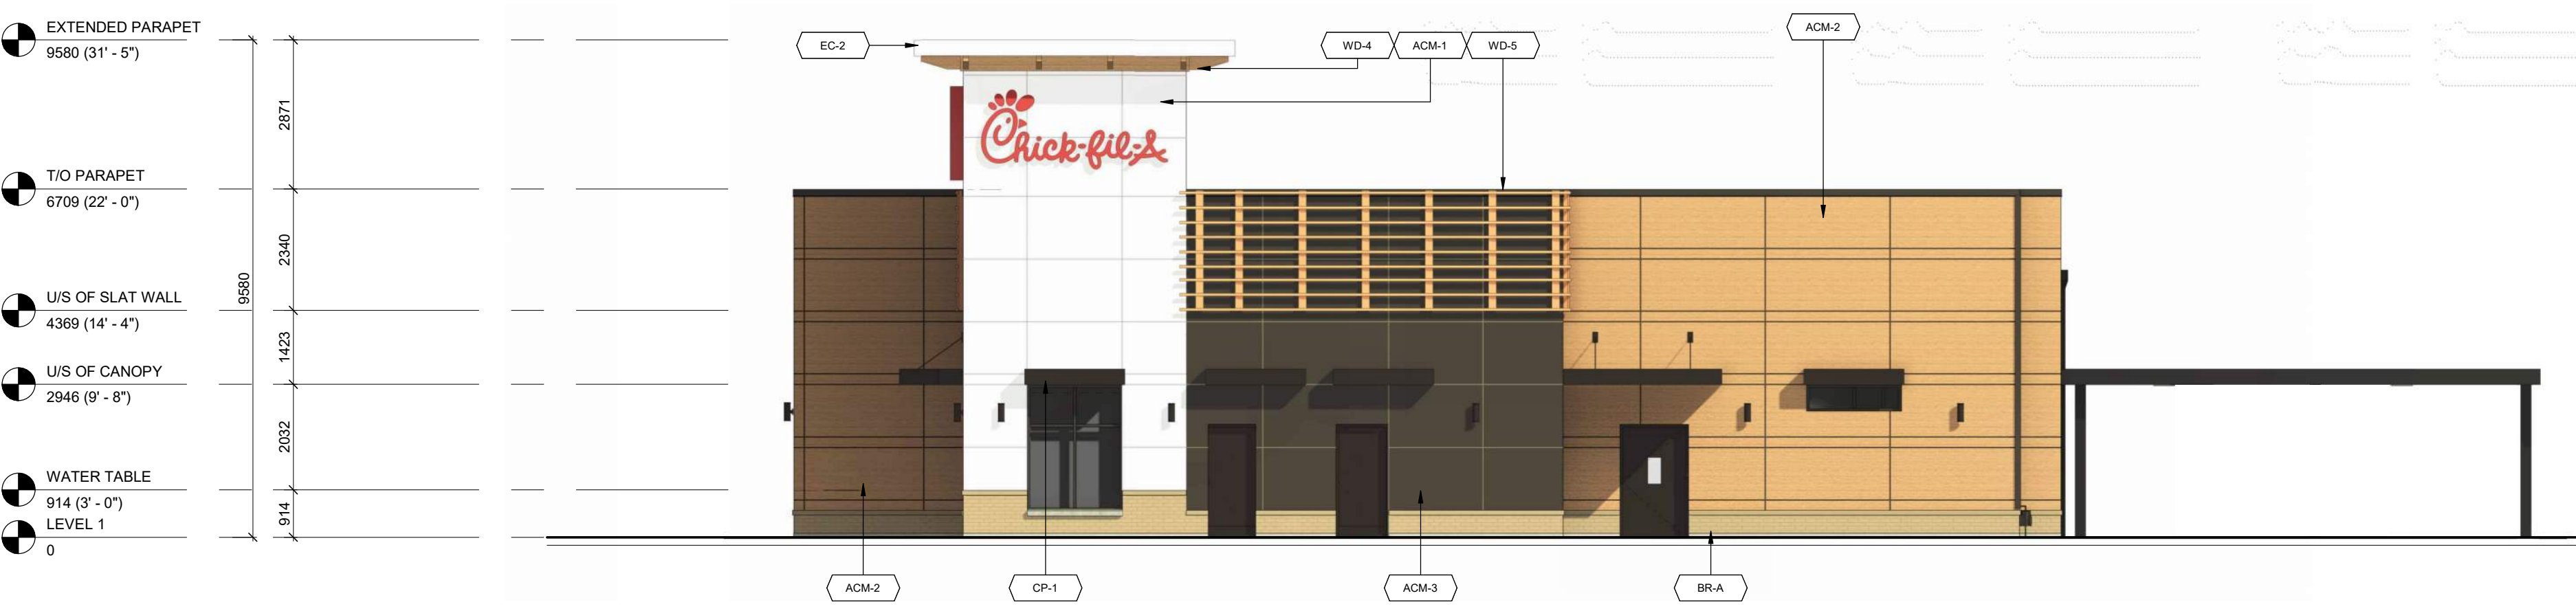 EXTENDED PARAPET
9580 (31' - 5")
T/O PARAPET
6709 (22' - 0")
U/S OF SLAT WALL
4369 (14' - 4")
U/S OF CANOPY
2946 (9' - 8")
WATER TABLE
914 (3' - 0")
LEVEL 1
0
9580
2871
2340
1423
2032
914
EC-2
WD-4
ACM-1
WD-5
ACM-2
Chick-fil-A
ACM-2
CP-1
ACM-3
BR-A